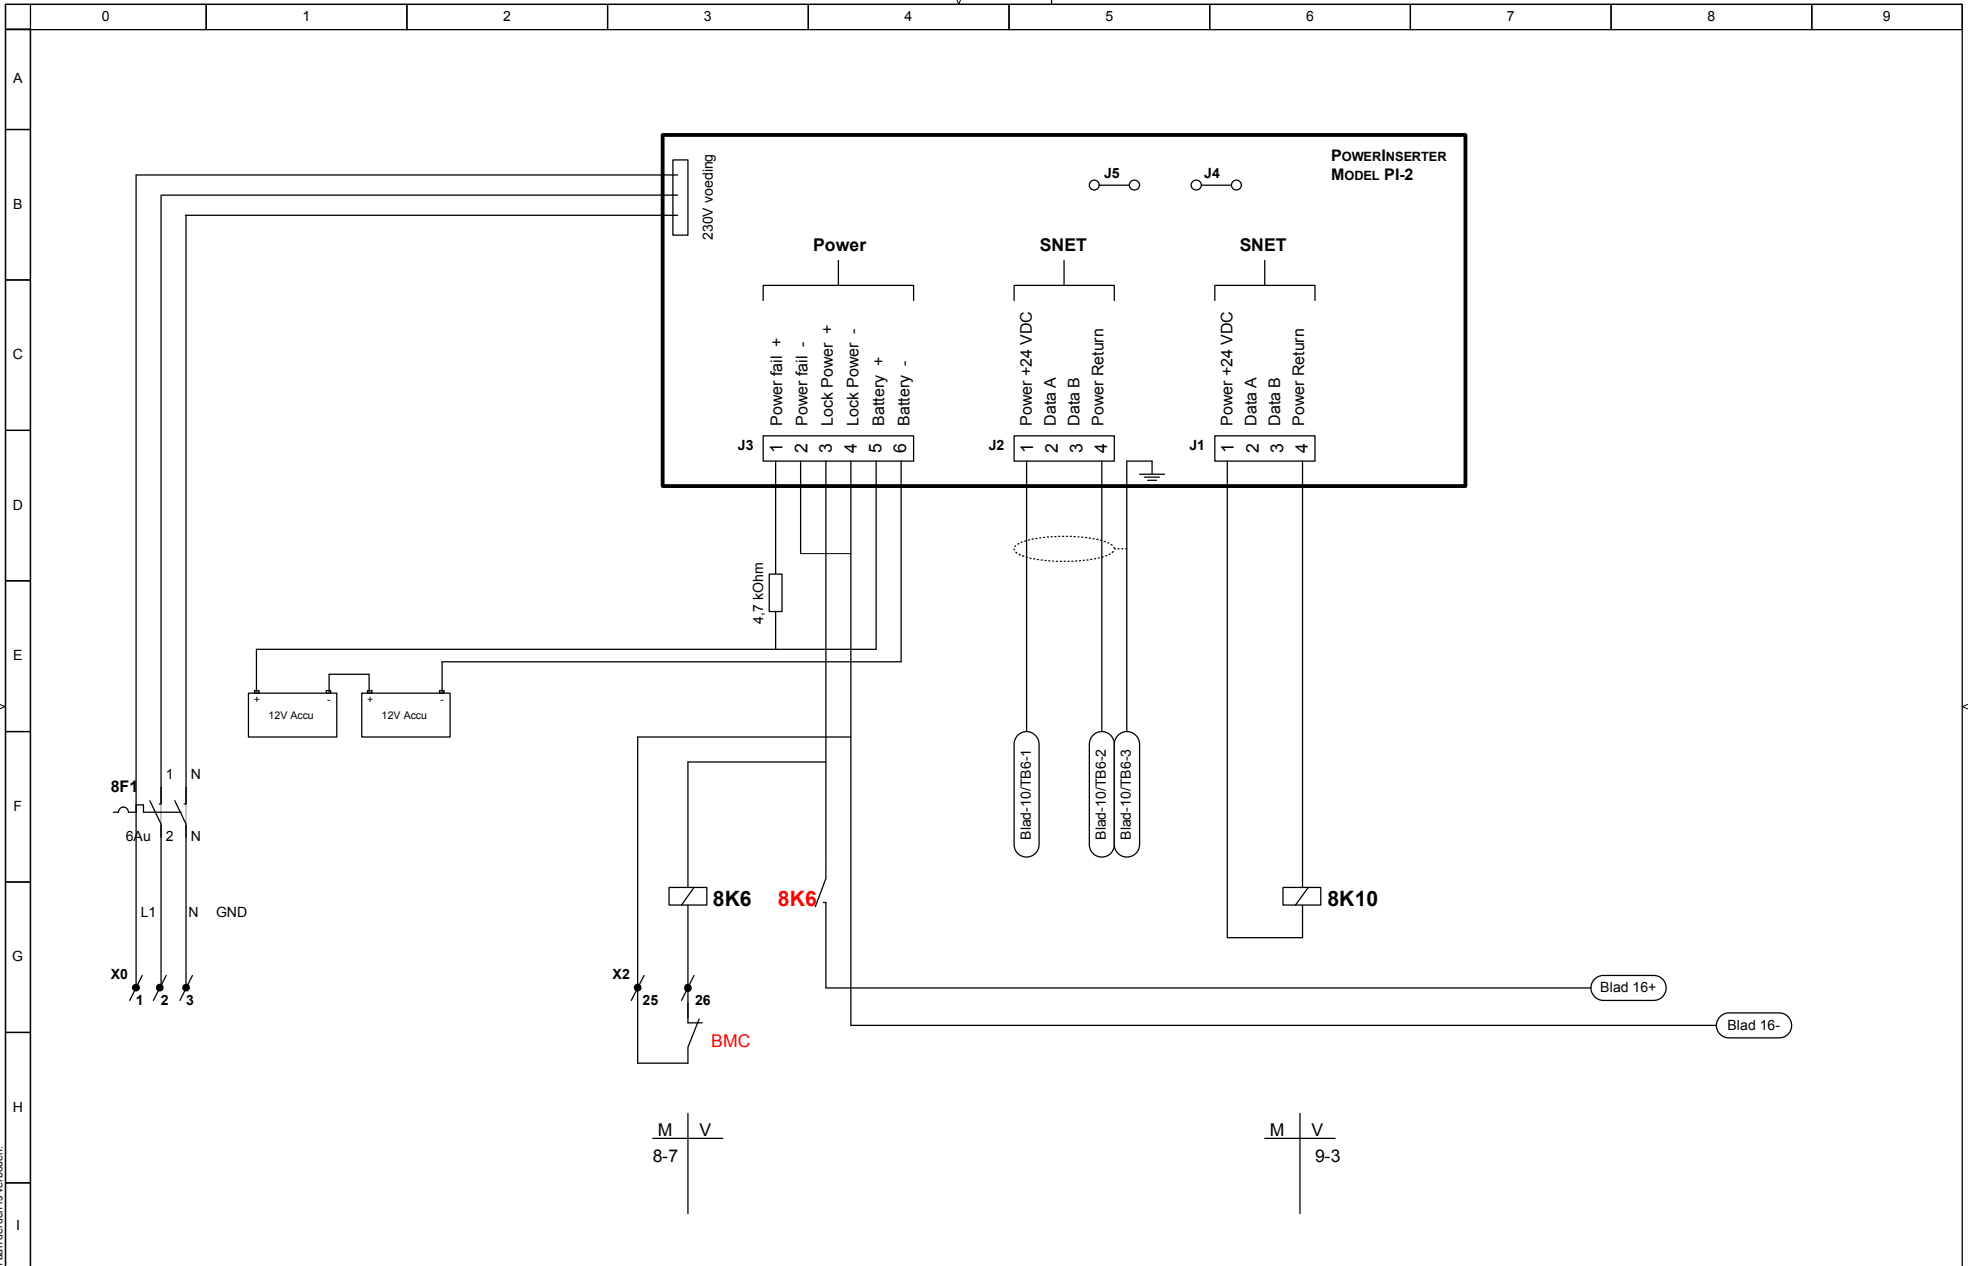 0 1 2 3 4 5 6 7 8 9
A
B
C
D
E
F
G
H
I
POWERINSERTER
MODEL PI-2
230V voeding
J5
J4
Power
SNET
SNET
Power fail +
Power fail -
Lock Power +
Lock Power -
Battery +
Battery -
Power +24 VDC
Data A
Data B
Power Return
Power +24 VDC
Data A
Data B
Power Return
J3 1 2 3 4 5 6
J2 1 2 3 4
J1 1 2 3 4
4,7 kOhm
+ - + -
12V Accu
12V Accu
8F1
1 N
6Au 2 N
Blad-10/TB6-1
Blad-10/TB6-2
Blad-10/TB6-3
8K6
8K6
8K10
L1 N GND
X0
1 2 3
X2
25 26
BMC
Blad 16+
Blad 16-
M V
8-7
M V
9-3